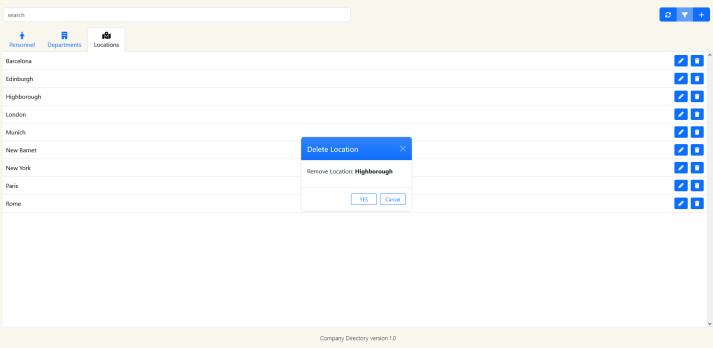 search
Personnel
Departments
Locations
Barcelona
Edinburgh
Highborough
London
Munich
New Barnet
New York
Paris
Rome
Delete Location
Remove Location: Highborough
YES
Cancel
Company Directory version 1.0